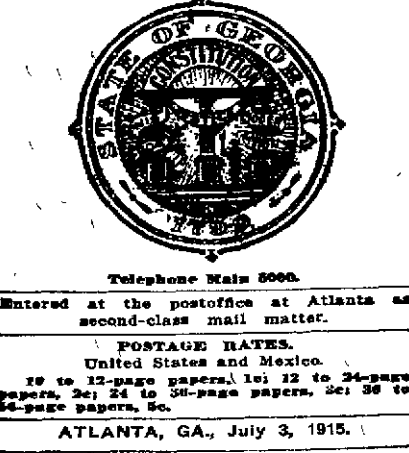 STATE OF GEORGIA
CONSTITUTION
Telephone Main 5000.
Entered at the postoffice at Atlanta as
second-class mail matter.
POSTAGE RATES.
United States and Mexico.
10 to 12-page papers, 1c; 12 to 24-page
papers, 2c; 24 to 36-page papers, 3c; 36 to
56-page papers, 5c.
ATLANTA, GA., July 3, 1915.